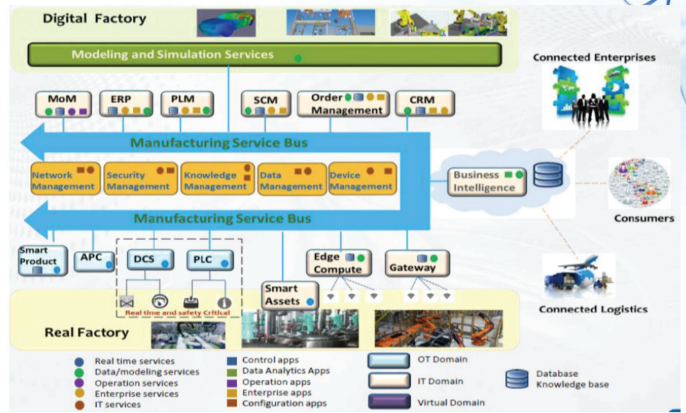 Digital Factory
Modeling and Simulation Services
Connected Enterprises
MoM
ERP
PLM
SCM
Order
Management
CRM
Manufacturing Service Bus
Network
Management
Security
Management
Knowledge
Management
Data
Management
Device
Management
Business
Intelligence
Manufacturing Service Bus
Consumers
Smart
Product
APC
DCS
PLC
Edge
Compute
Gateway
Smart
Assets
Real time and safety Critical
Connected Logistics
Real Factory
Real time services
Data/modeling services
Operation services
Enterprise services
IT services
Control apps
Data Analytics Apps
Operation apps
Enterprise apps
Configuration apps
OT Domain
IT Domain
Virtual Domain
Database
Knowledge base